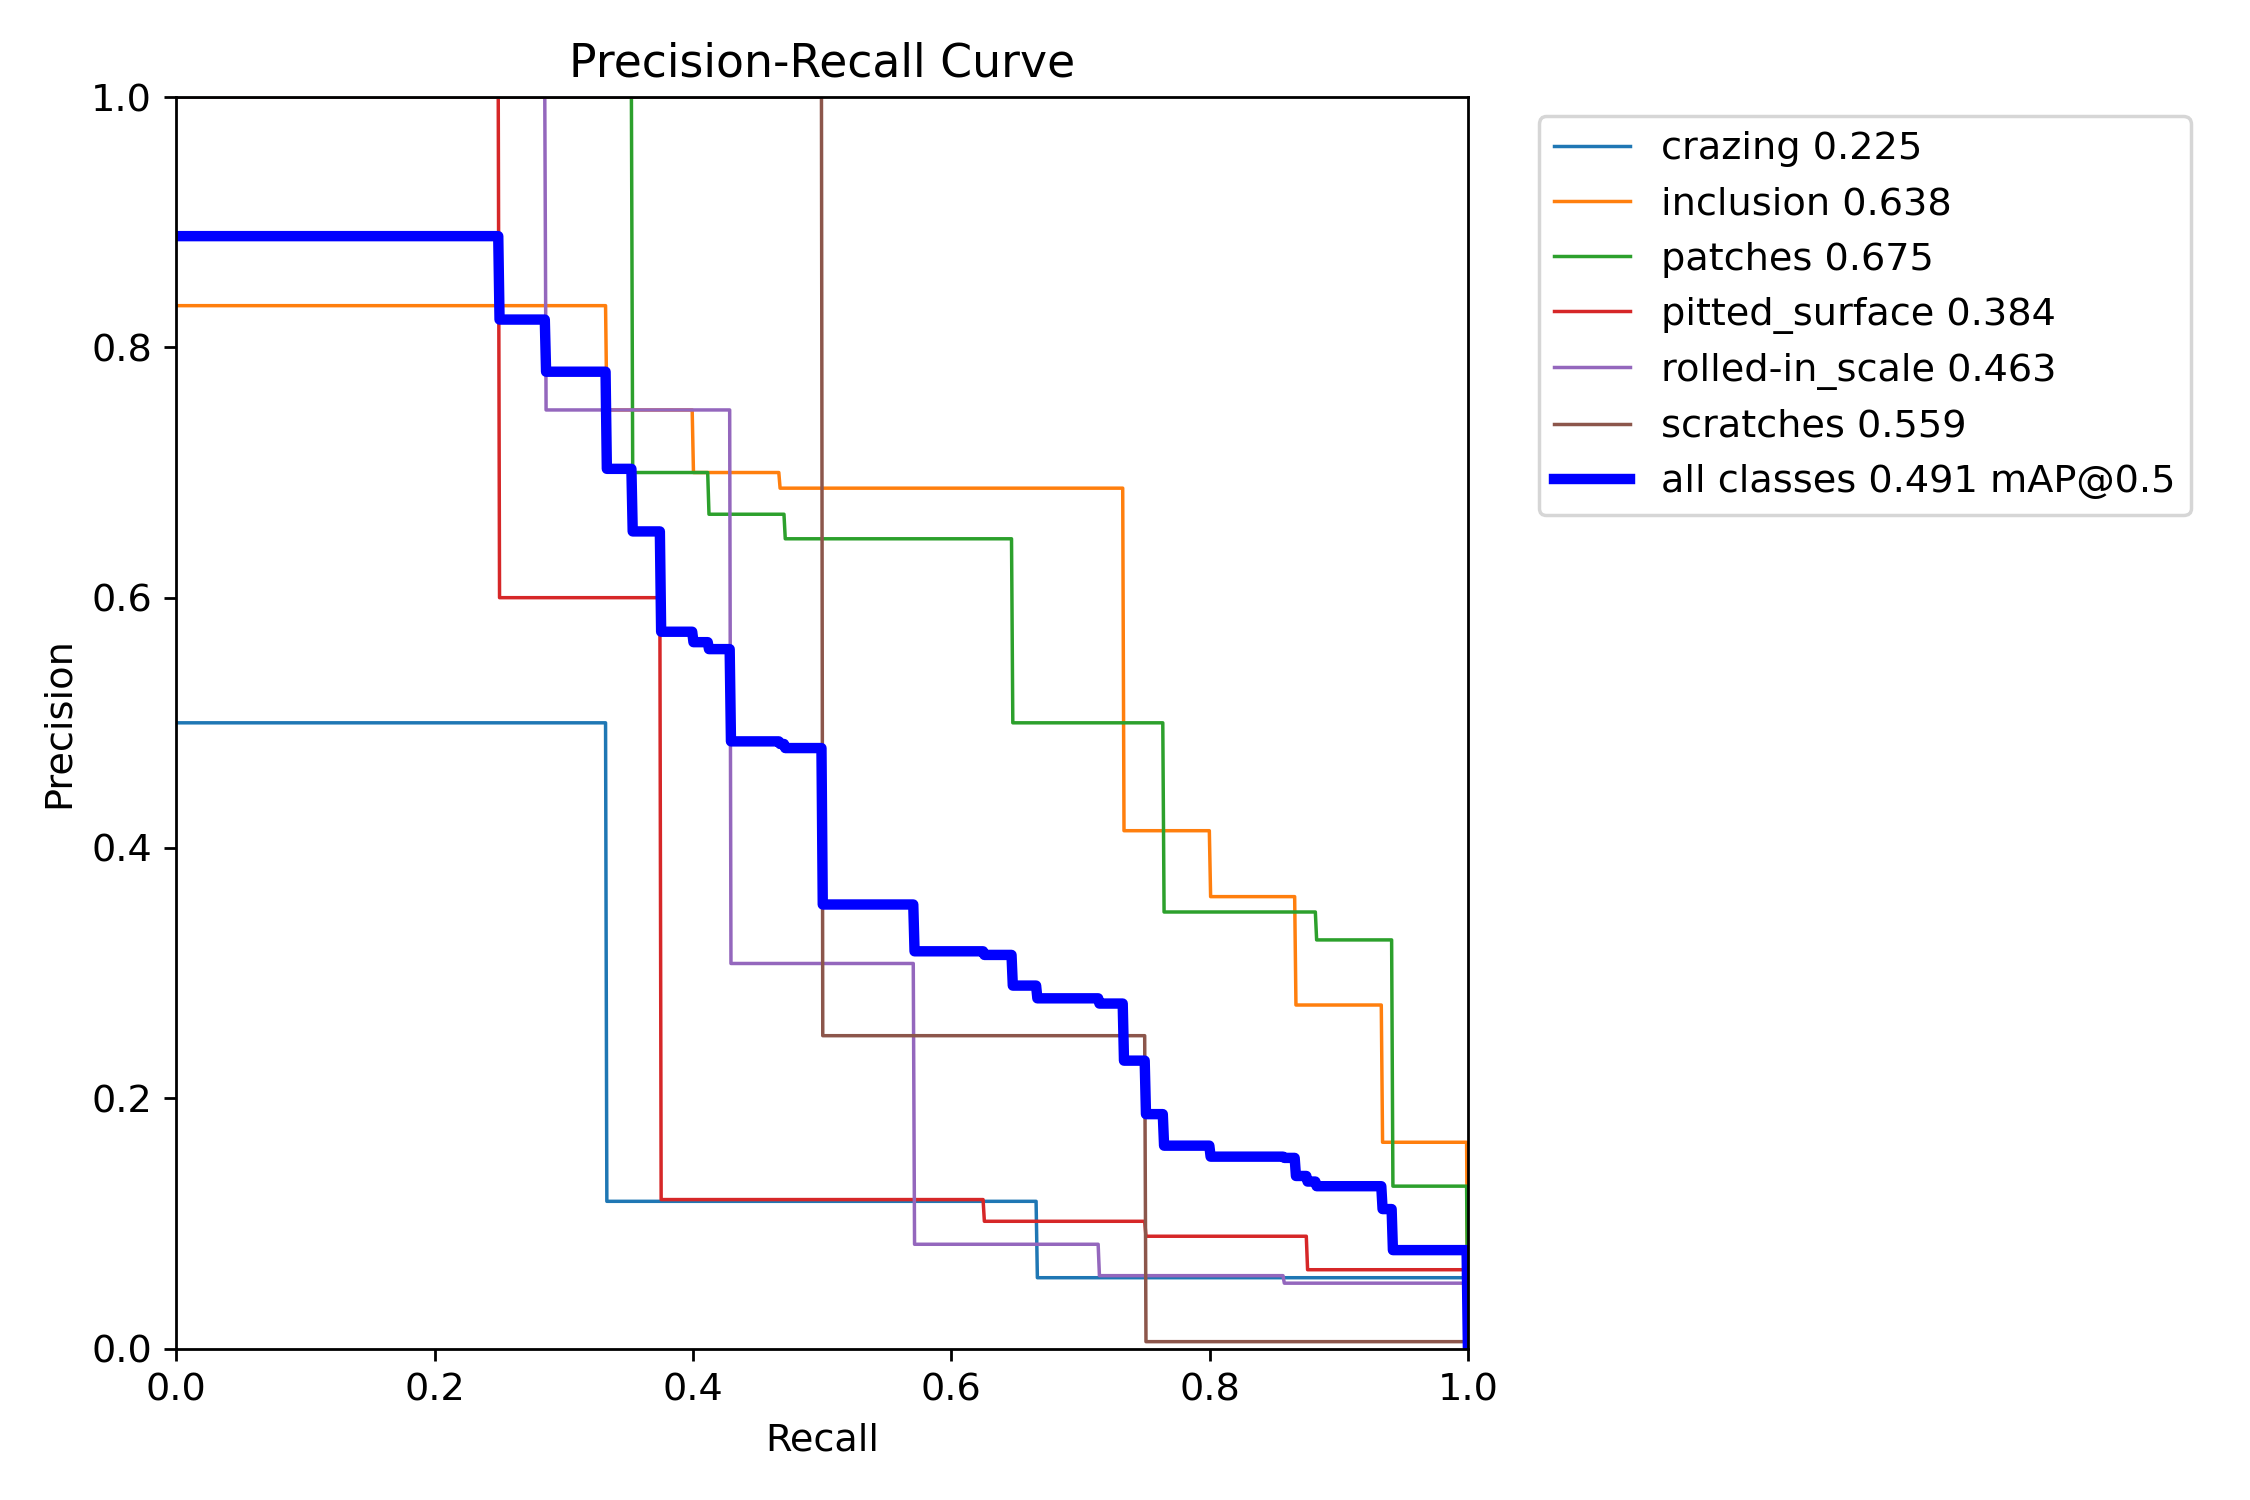 Precision-Recall Curve
1.0
0.8
0.6
0.4
0.2
0.0
Precision
0.0 0.2 0.4 0.6 0.8 1.0
Recall
crazing 0.225
inclusion 0.638
patches 0.675
pitted_surface 0.384
rolled-in_scale 0.463
scratches 0.559
all classes 0.491 mAP@0.5